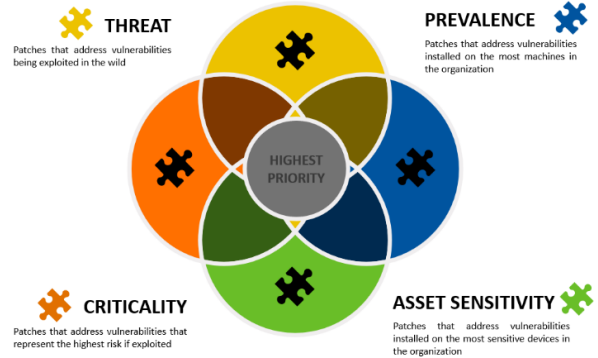 THREAT
Patches that address vulnerabilities
being exploited in the wild
PREVALENCE
Patches that address vulnerabilities
installed on the most machines in
the organization
HIGHEST
PRIORITY
CRITICALITY
Patches that address vulnerabilities that
represent the highest risk if exploited
ASSET SENSITIVITY
Patches that address vulnerabilities
installed on the most sensitive devices in
the organization